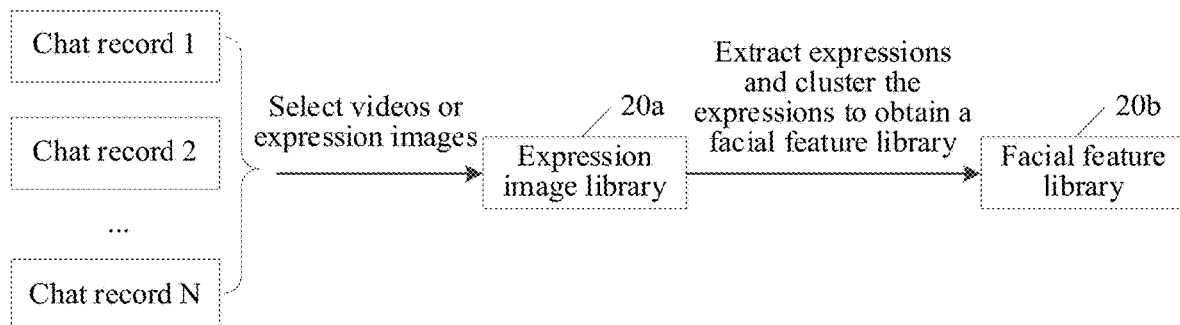 Chat record 1
Chat record 2
...
Chat record N
Select videos or
expression images
20a
Expression
image library
Extract expressions
and cluster the
expressions to obtain a
facial feature library
20b
Facial feature
library